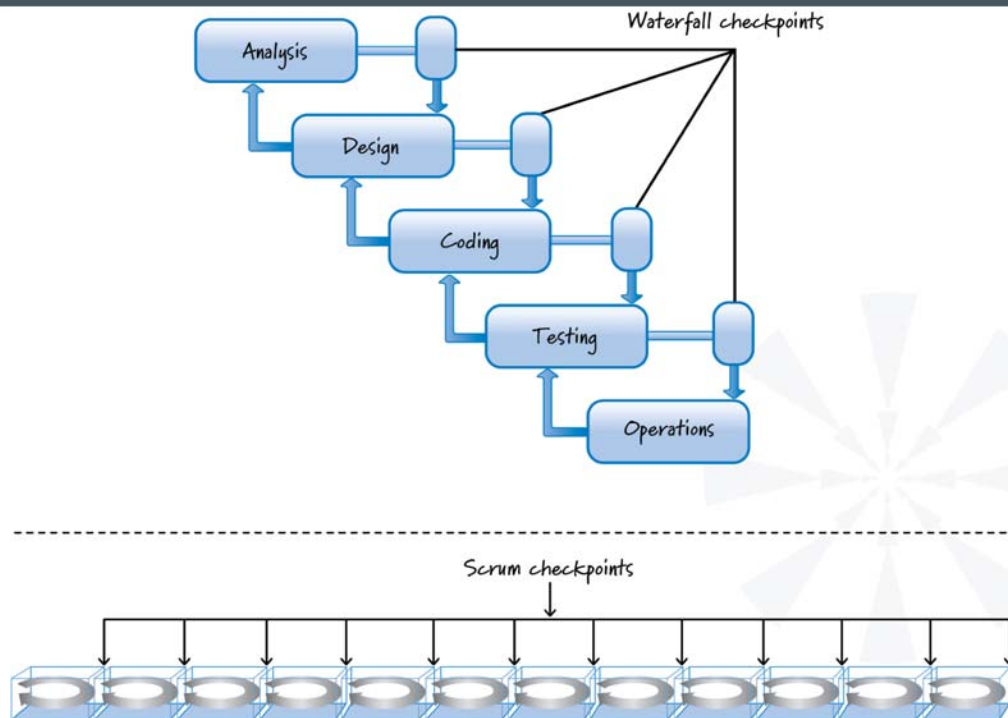 Waterfall checkpoints
Analysis
Design
Coding
Testing
Operations
Scrum checkpoints